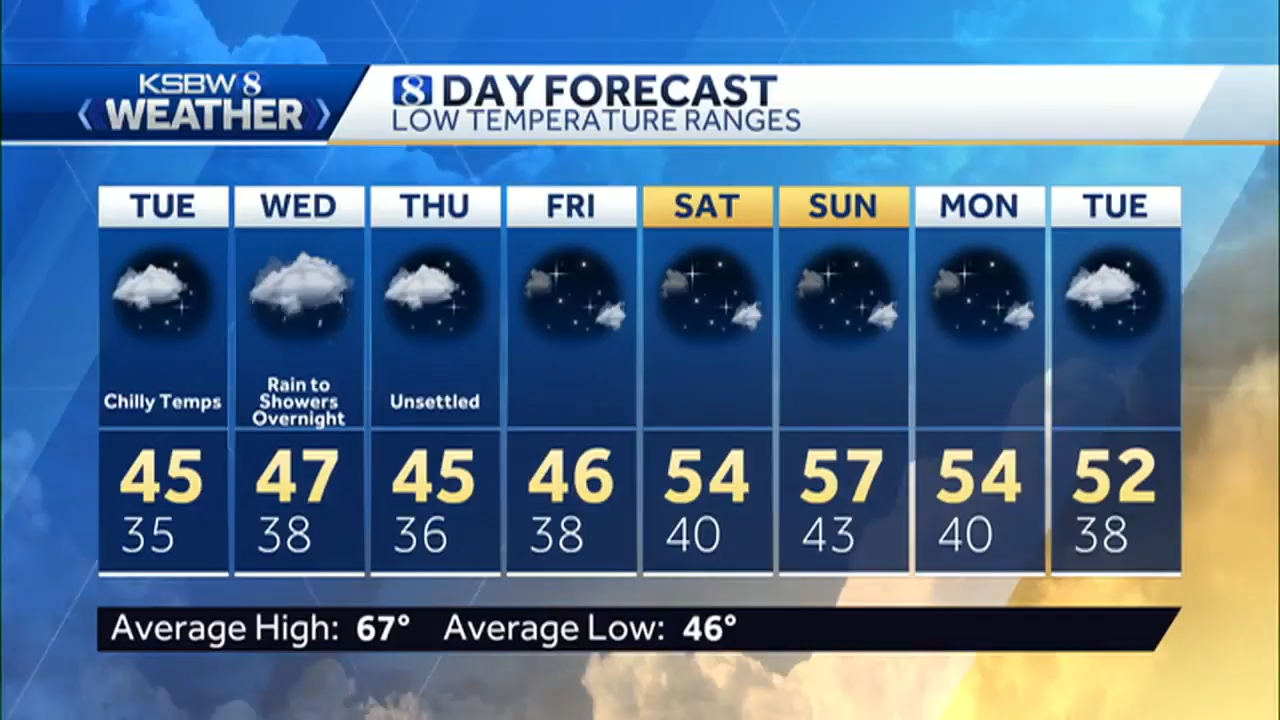 KSBW 8
WEATHER
8 DAY FORECAST
LOW TEMPERATURE RANGES
TUE WED THU FRI SAT SUN MON TUE
Chilly Temps
Rain to
Showers
Overnight
Unsettled
45 47 45 46 54 57 54 52
35 38 36 38 40 43 40 38
Average High: 67° Average Low: 46°